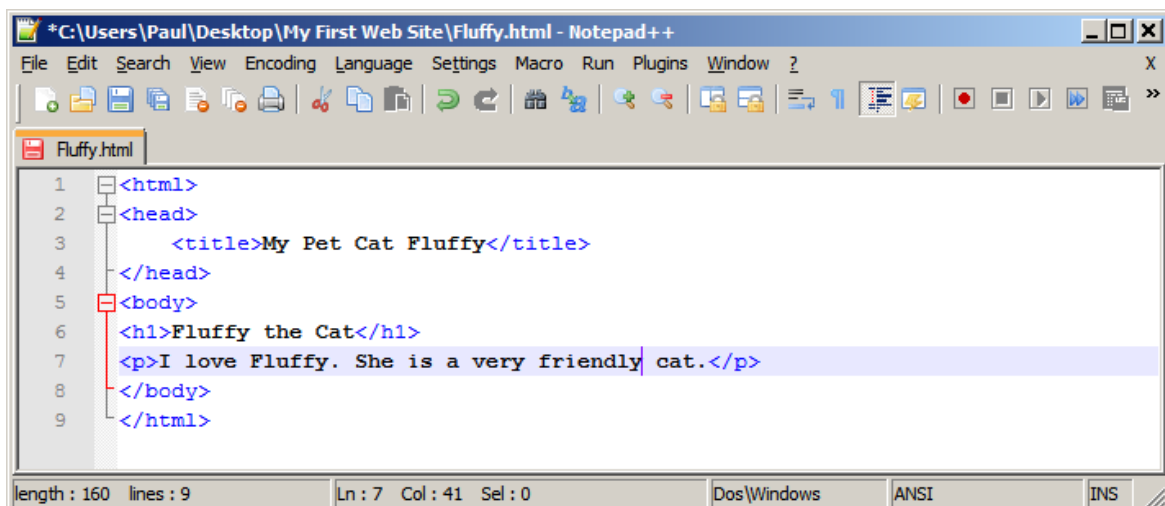 *C:\Users\Paul\Desktop\My First Web Site\Fluffy.html - Notepad++
File Edit Search View Encoding Language Settings Macro Run Plugins Window ? X
Fluffy.html
1 <html>
2 <head>
3 <title>My Pet Cat Fluffy</title>
4 </head>
5 <body>
6 <h1>Fluffy the Cat</h1>
7 <p>I love Fluffy. She is a very friendly cat.</p>
8 </body>
9 </html>
length : 160 lines : 9 Ln : 7 Col : 41 Sel : 0 Dos\Windows ANSI INS